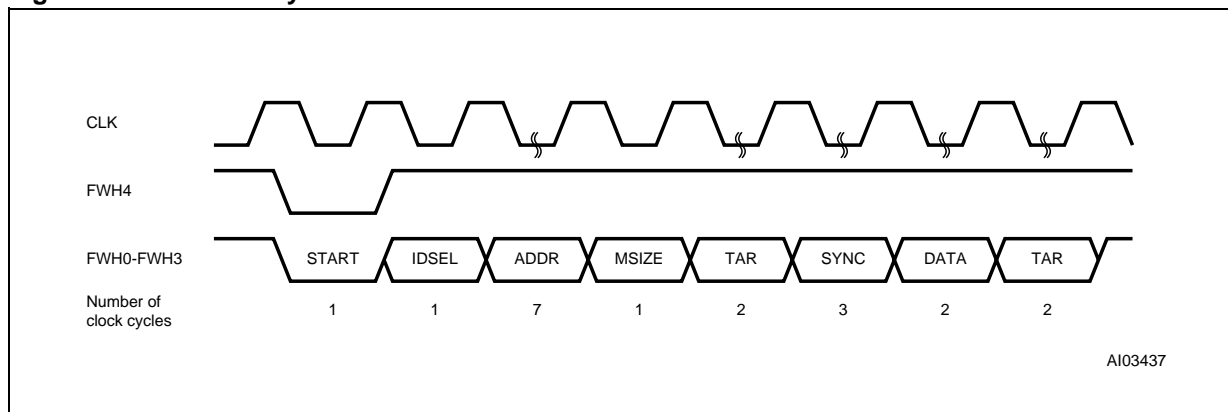 CLK
FWH4
FWH0-FWH3 START IDSEL ADDR MSIZE TAR SYNC DATA TAR
Number of
clock cycles
1 1 7 1 2 3 2 2
AI03437